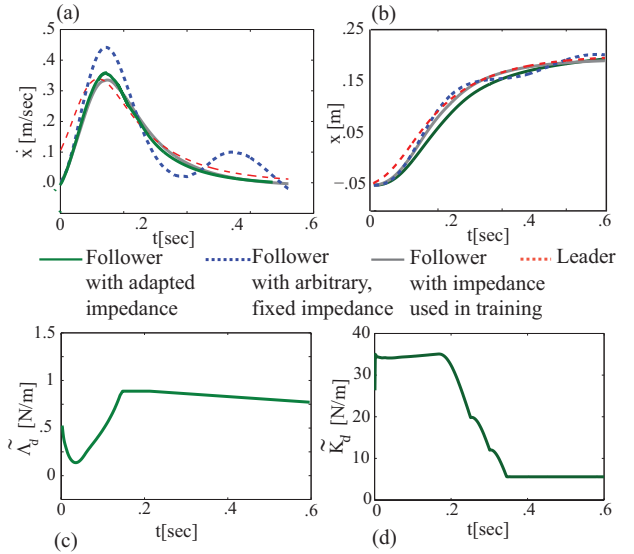 (a)
(b)
.5
.4
.3
.2
.1
.0
ẋ [m/sec]
0
.2
.4
.6
t[sec]
.25
.15
.05
−.05
x [m]
0
.2
.4
.6
t[sec]
Follower with adapted impedance
Follower with arbitrary, fixed impedance
Follower with impedance used in training
Leader
1.5
1
.5
0
Λ̃_d [N/m]
0
.2
.4
.6
t[sec]
(c)
40
30
20
10
0
K̃_d [N/m]
0
.2
.4
.6
t[sec]
(d)